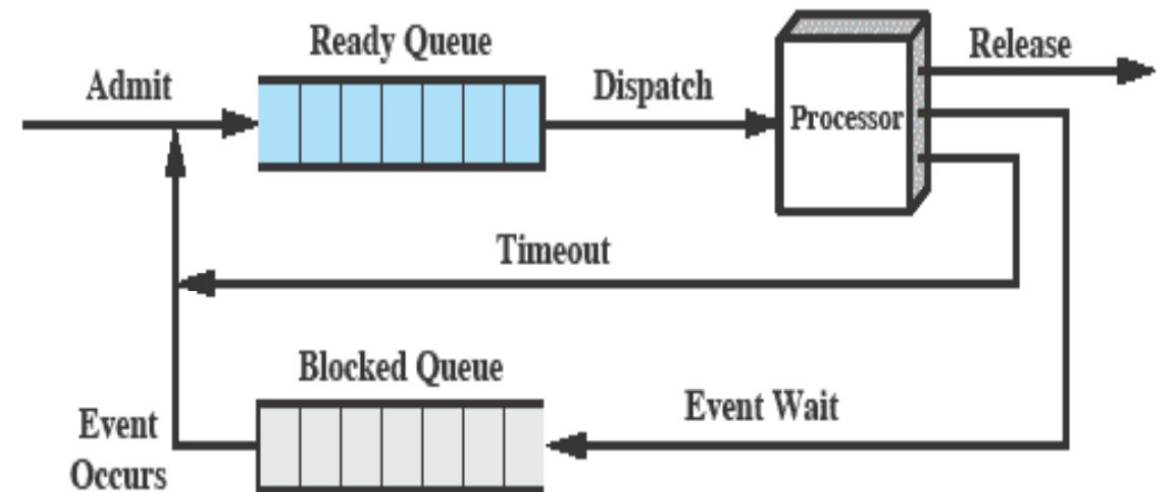 Ready Queue
Release
Admit
Dispatch
Processor
Timeout
Blocked Queue
Event Wait
Event
Occurs